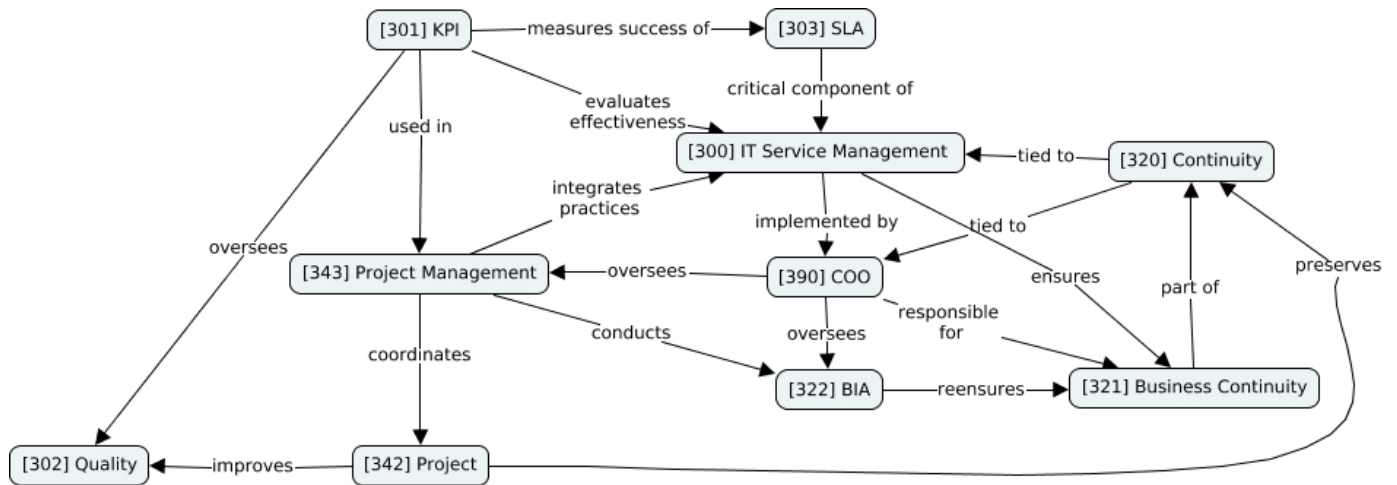 [301] KPI
measures success of
[303] SLA
critical component of
evaluates
effectiveness
used in
[300] IT Service Management
tied to
[320] Continuity
integrates
practices
implemented by
tied to
oversees
[343] Project Management
oversees
[390] COO
ensures
preserves
part of
responsible
for
conducts
oversees
coordinates
[322] BIA
reensures
[321] Business Continuity
[302] Quality
improves
[342] Project